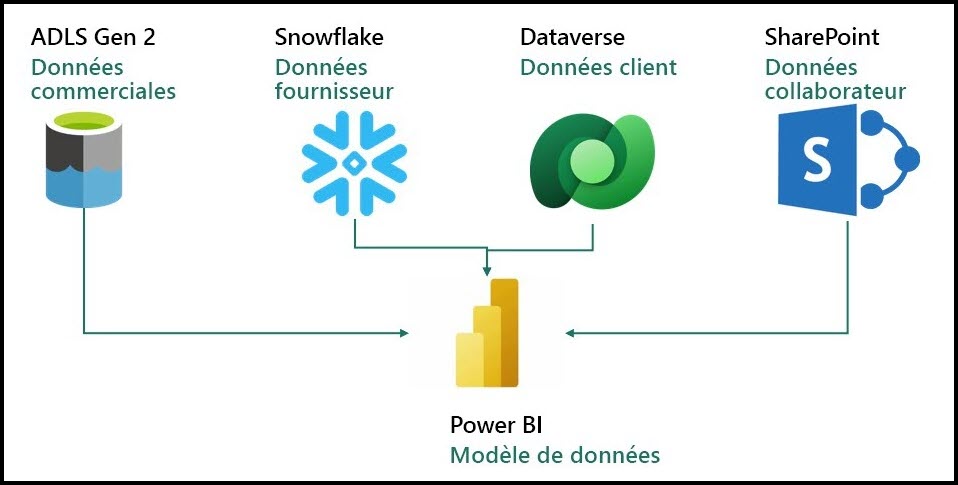 ADLS Gen 2
Données
commerciales
Snowflake
Données
fournisseur
Dataverse
Données client
SharePoint
Données
collaborateur
S
Power BI
Modèle de données